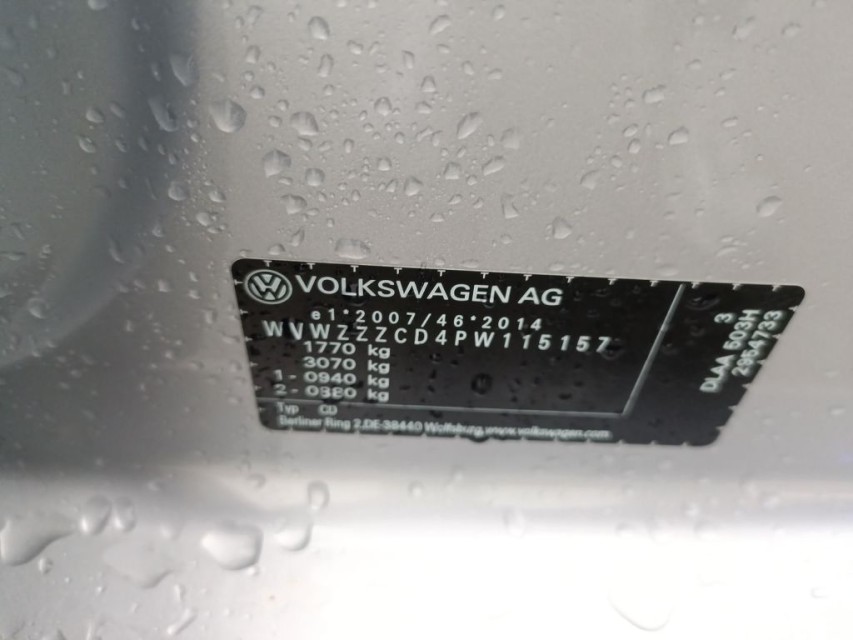 VOLKSWAGEN AG
e1*2007/46*2014
WVWZZZCD4PW115157
1770 kg
3070 kg
1 - 0940 kg
2 - 0880 kg
Typ CD
Berliner Ring 2,DE-38440 Wolfsburg,www.volkswagen.com
3
DLAA 503H
2954733